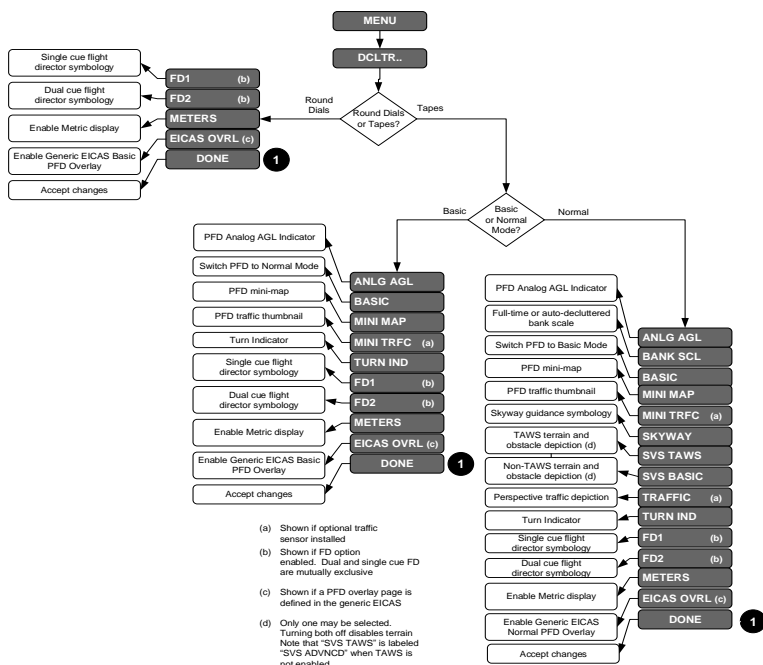 MENU
DCLTR..
Round Dials
or Tapes?
Round
Dials
Tapes
Single cue flight
director symbology
Dual cue flight
director symbology
Enable Metric display
Enable Generic EICAS Basic
PFD Overlay
Accept changes
FD1 (b)
FD2 (b)
METERS
EICAS OVRL (c)
DONE
1
Basic
or Normal
Mode?
Basic
Normal
PFD Analog AGL Indicator
Switch PFD to Normal Mode
PFD mini-map
PFD traffic thumbnail
Turn Indicator
Single cue flight
director symbology
Dual cue flight
director symbology
Enable Metric display
Enable Generic EICAS Basic
PFD Overlay
Accept changes
ANLG AGL
BASIC
MINI MAP
MINI TRFC (a)
TURN IND
FD1 (b)
FD2 (b)
METERS
EICAS OVRL (c)
DONE
1
PFD Analog AGL Indicator
Full-time or auto-decluttered
bank scale
Switch PFD to Basic Mode
PFD mini-map
PFD traffic thumbnail
Skyway guidance symbology
TAWS terrain and
obstacle depiction (d)
Non-TAWS terrain and
obstacle depiction (d)
Perspective traffic depiction
Turn Indicator
Single cue flight
director symbology
Dual cue flight
director symbology
Enable Metric display
Enable Generic EICAS
Normal PFD Overlay
Accept changes
ANLG AGL
BANK SCL
BASIC
MINI MAP
MINI TRFC (a)
SKYWAY
SVS TAWS
SVS BASIC
TRAFFIC (a)
TURN IND
FD1 (b)
FD2 (b)
METERS
EICAS OVRL (c)
DONE
1
(a) Shown if optional traffic
sensor installed
(b) Shown if FD option
enabled. Dual and single cue FD
are mutually exclusive
(c) Shown if a PFD overlay page is
defined in the generic EICAS
(d) Only one may be selected.
Turning both off disables terrain
Note that “SVS TAWS” is labeled
“SVS ADVNCD” when TAWS is
not enabled